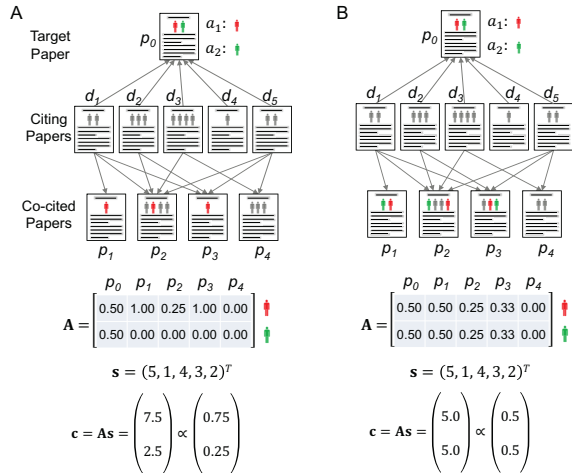 A
Target Paper
p0
a1:
a2:
d1 d2 d3 d4 d5
Citing Papers
Co-cited Papers
p1 p2 p3 p4
p0 p1 p2 p3 p4
A =
0.50 1.00 0.25 1.00 0.00
0.50 0.00 0.00 0.00 0.00
s = (5, 1, 4, 3, 2)^T
c = As = (7.5 2.5) ∝ (0.75 0.25)
B
p0
a1:
a2:
d1 d2 d3 d4 d5
p1 p2 p3 p4
p0 p1 p2 p3 p4
A =
0.50 0.50 0.25 0.33 0.00
0.50 0.50 0.25 0.33 0.00
s = (5, 1, 4, 3, 2)^T
c = As = (5.0 5.0) ∝ (0.5 0.5)